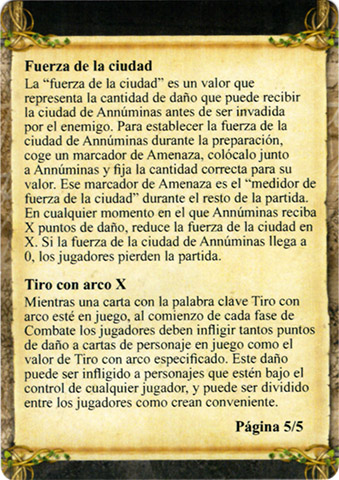 Fuerza de la ciudad
La “fuerza de la ciudad” es un valor que
representa la cantidad de daño que puede recibir
la ciudad de Annúminas antes de ser invadida
por el enemigo. Para establecer la fuerza de la
ciudad de Annúminas durante la preparación,
coge un marcador de Amenaza, colócalo junto
a Annúminas y fija la cantidad correcta para su
valor. Ese marcador de Amenaza es el “medidor de
fuerza de la ciudad” durante el resto de la partida.
En cualquier momento en el que Annúminas reciba
X puntos de daño, reduce la fuerza de la ciudad en
X. Si la fuerza de la ciudad de Annúminas llega a
0, los jugadores pierden la partida.
Tiro con arco X
Mientras una carta con la palabra clave Tiro con
arco esté en juego, al comienzo de cada fase de
Combate los jugadores deben infligir tantos puntos
de daño a cartas de personaje en juego como el
valor de Tiro con arco especificado. Este daño
puede ser infligido a personajes que estén bajo el
control de cualquier jugador, y puede ser dividido
entre los jugadores como crean conveniente.
Página 5/5